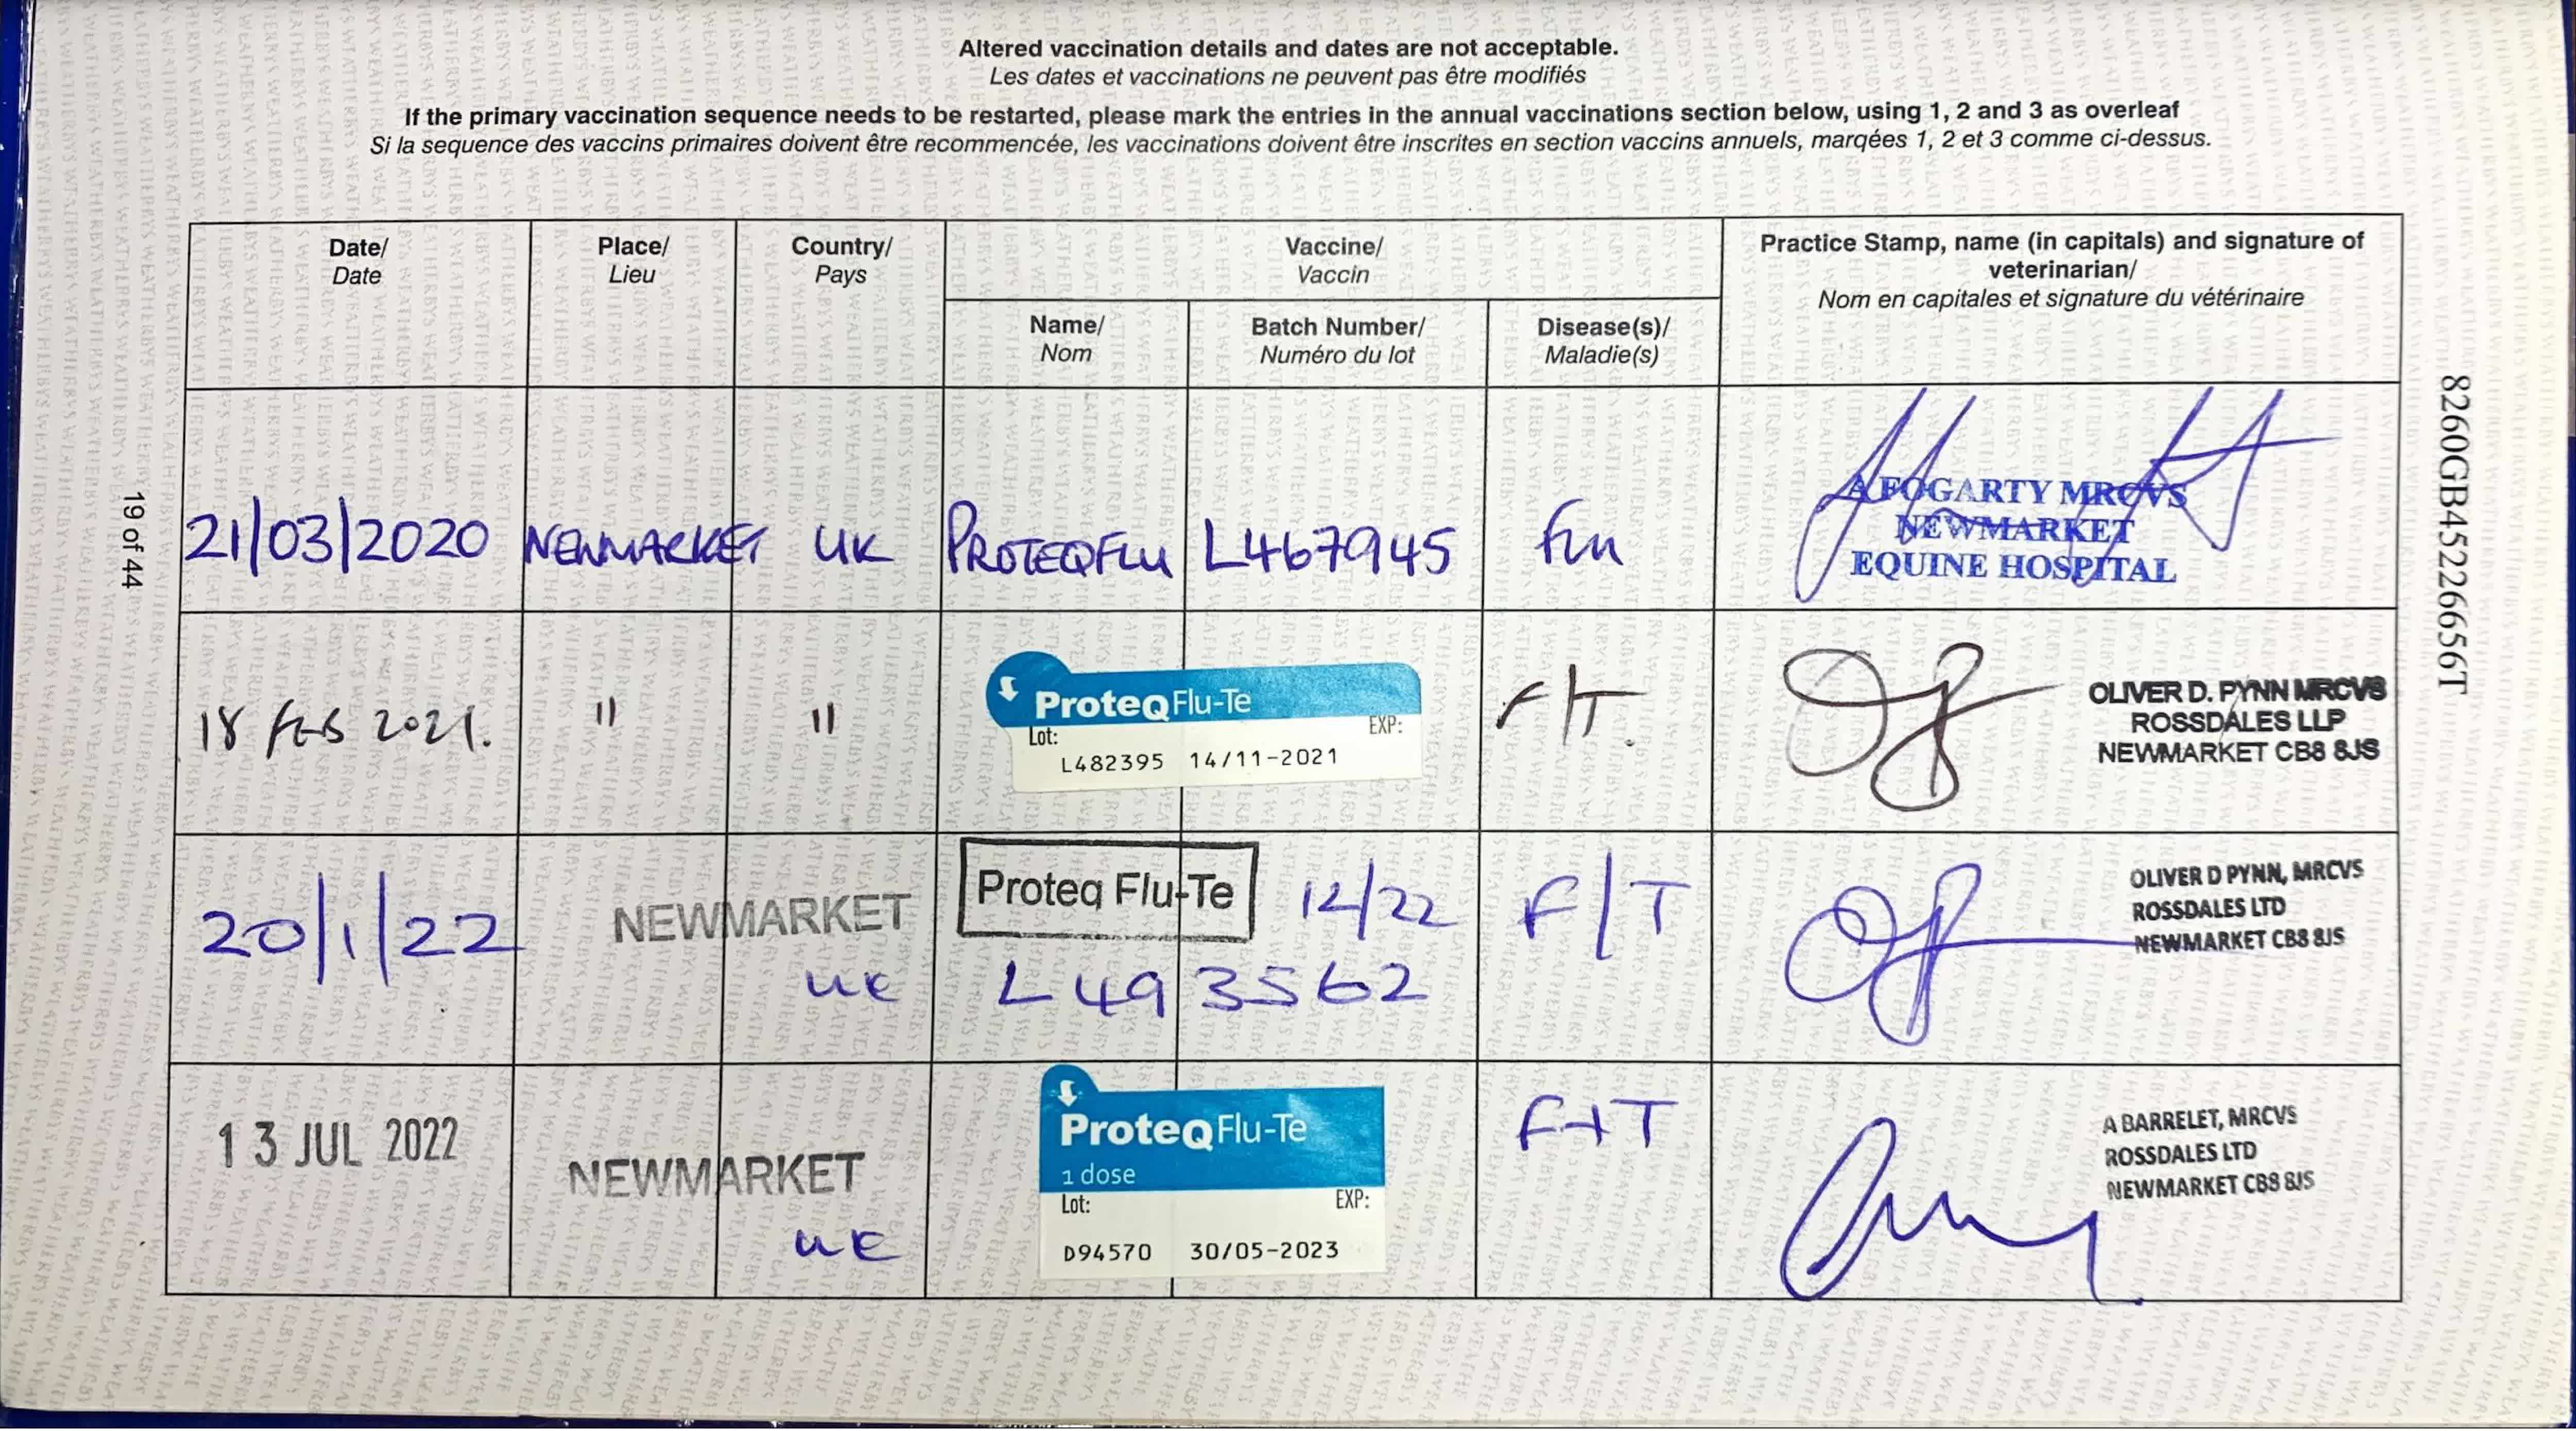 Altered vaccination details and dates are not acceptable.
Les dates et vaccinations ne peuvent pas être modifiés
If the primary vaccination sequence needs to be restarted, please mark the entries in the annual vaccinations section below, using 1, 2 and 3 as overleaf
Si la sequence des vaccins primaires doivent être recommencée, les vaccinations doivent être inscrites en section vaccins annuels, marqées 1, 2 et 3 comme ci-dessus.
Date/
Date
Place/
Lieu
Country/
Pays
Vaccine/
Vaccin
Name/
Nom
Batch Number/
Numéro du lot
Disease(s)/
Maladie(s)
Practice Stamp, name (in capitals) and signature of
veterinarian/
Nom en capitales et signature du vétérinaire
21/03/2020
NEWMARKET
UK
PROTEQFLU
L467945
Flu
A FOGARTY MRCVS
NEWMARKET
EQUINE HOSPITAL
18 FEB 2021.
"
"
ProteQFlu-Te
Lot:
EXP:
L482395 14/11-2021
F/T.
OLIVER D. PYNN MRCVS
ROSSDALES LLP
NEWMARKET CB8 8JS
20/1/22
NEWMARKET
UK
Proteq Flu-Te
12/22
L493562
F/T
OLIVER D PYNN, MRCVS
ROSSDALES LTD
NEWMARKET CB8 8JS
13 JUL 2022
NEWMARKET
UK
ProteQFlu-Te
1 dose
Lot:
EXP:
D94570 30/05-2023
F+T
A BARRELET, MRCVS
ROSSDALES LTD
NEWMARKET CB8 8JS
19 of 44
8260GB45226656T